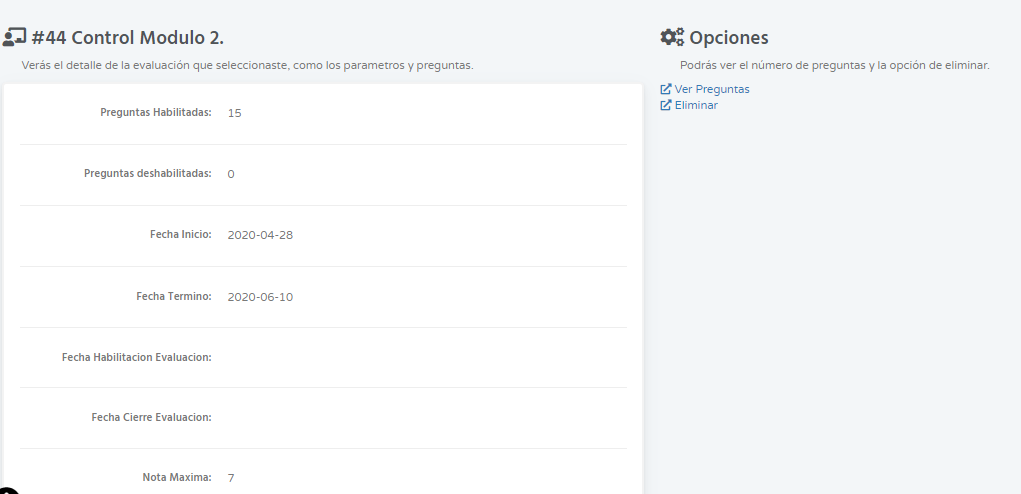 #44 Control Modulo 2.
Verás el detalle de la evaluación que seleccionaste, como los parametros y preguntas.
Preguntas Habilitadas: 15
Preguntas deshabilitadas: 0
Fecha Inicio: 2020-04-28
Fecha Termino: 2020-06-10
Fecha Habilitacion Evaluacion:
Fecha Cierre Evaluacion:
Nota Maxima: 7
Opciones
Podrás ver el número de preguntas y la opción de eliminar.
Ver Preguntas
Eliminar